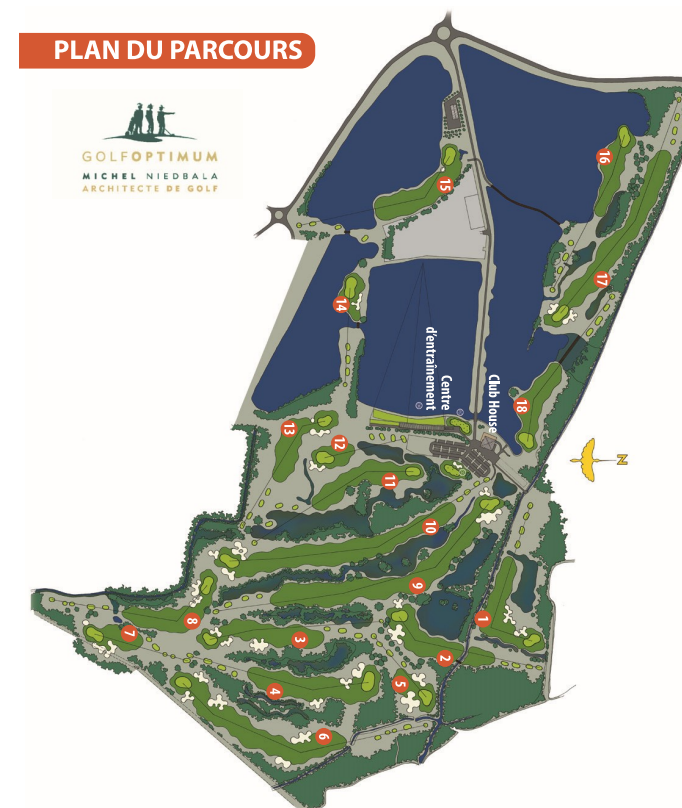 PLAN DU PARCOURS
GOLFOPTIMUM
MICHEL NIEDBALA
ARCHITECTE DE GOLF
16
15
17
14
18
Club House
Centre
d'entraînement
N
13
12
11
10
9
1
8
7
3
2
4
5
6